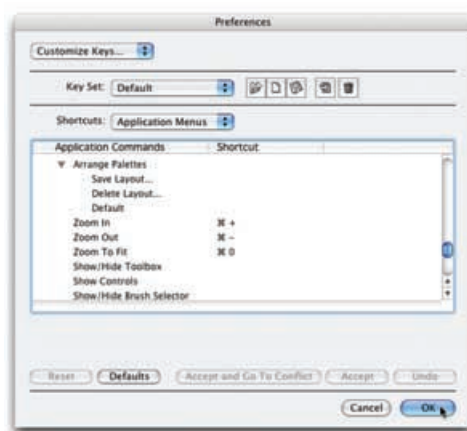 Preferences
Customize Keys...
Key Set: Default
Shortcuts: Application Menus
Application Commands Shortcut
Arrange Palettes
Save Layout...
Delete Layout...
Default
Zoom In ⌘ +
Zoom Out ⌘ -
Zoom To Fit ⌘ 0
Show/Hide Toolbox
Show Controls
Show/Hide Brush Selector
Reset Defaults Accept and Go To Conflict Accept Undo
Cancel OK